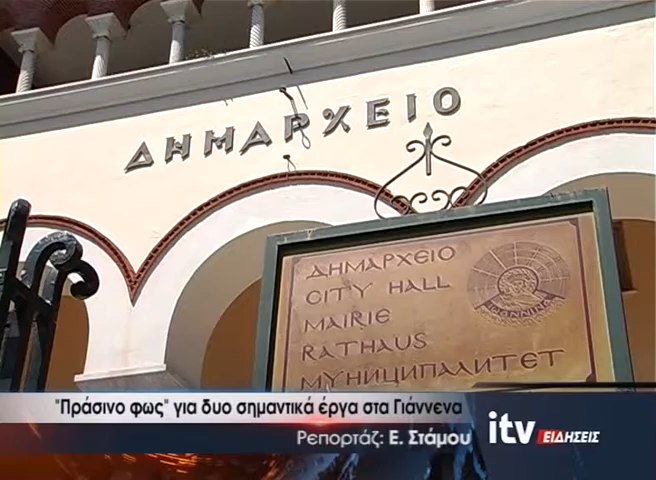 ΔΗΜΑΡΧΕΙΟ
ΔΗΜΑΡΧΕΙΟ
CITY HALL
MAIRIE
RATHAUS
МУНИЦИПАЛИТЕТ
ΙΩΑΝΝΙΝΩΝ
"Πράσινο φως" για δυο σημαντικά έργα στα Γιάννενα
Ρεπορτάζ: Ε. Στάμου
itv ΕΙΔΗΣΕΙΣ